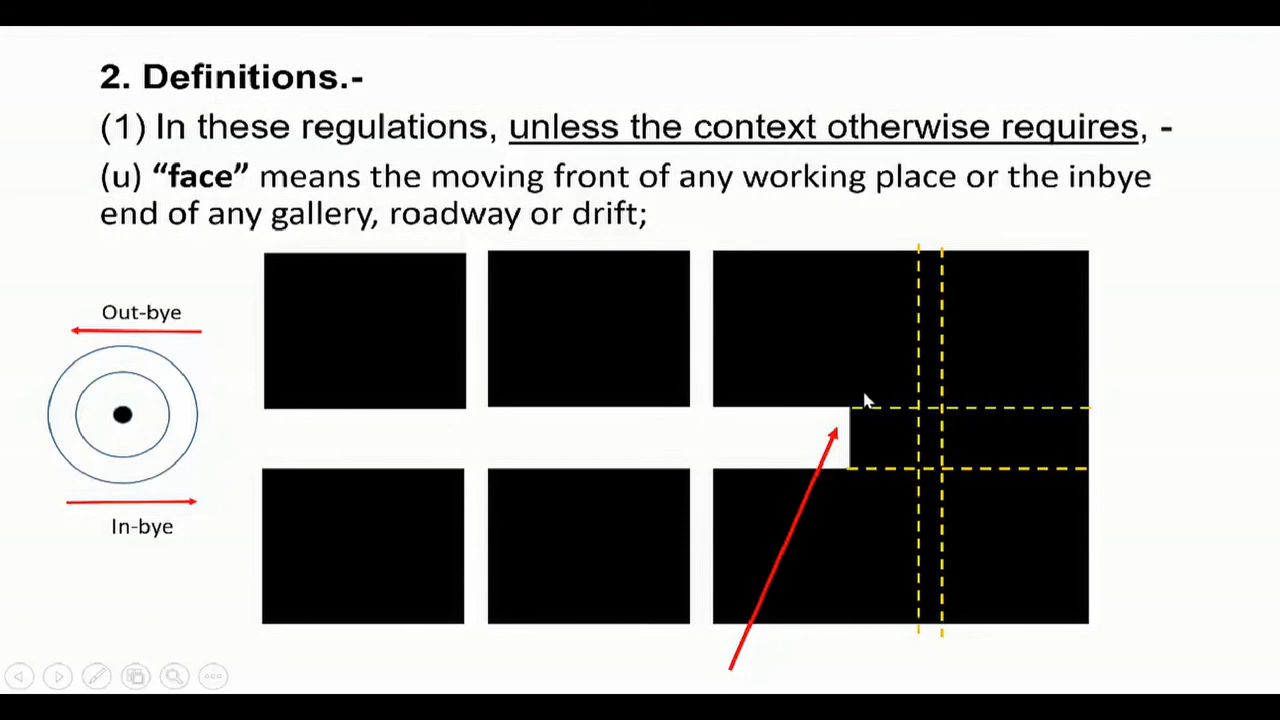 2. Definitions.-
(1) In these regulations, unless the context otherwise requires, -
(u) “face” means the moving front of any working place or the inbye
end of any gallery, roadway or drift;
Out-bye
In-bye